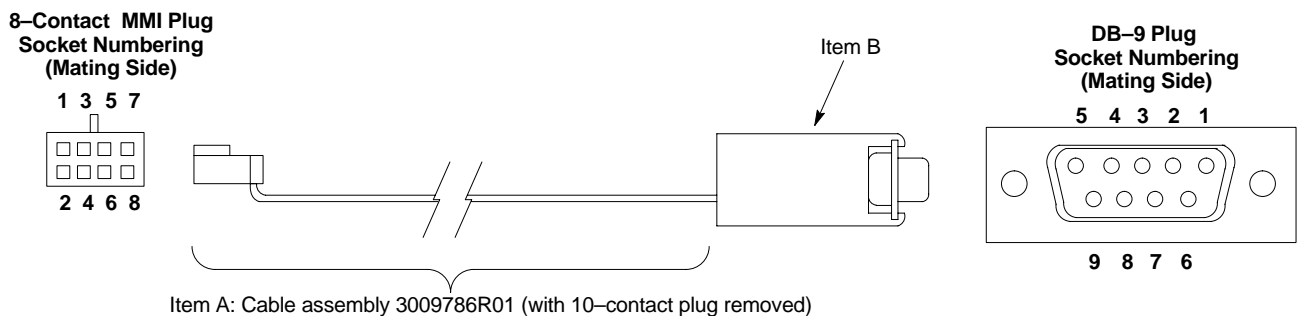 8–Contact MMI Plug
Socket Numbering
(Mating Side)
1 3 5 7
2 4 6 8
Item B
DB–9 Plug
Socket Numbering
(Mating Side)
5 4 3 2 1
9 8 7 6
Item A: Cable assembly 3009786R01 (with 10–contact plug removed)